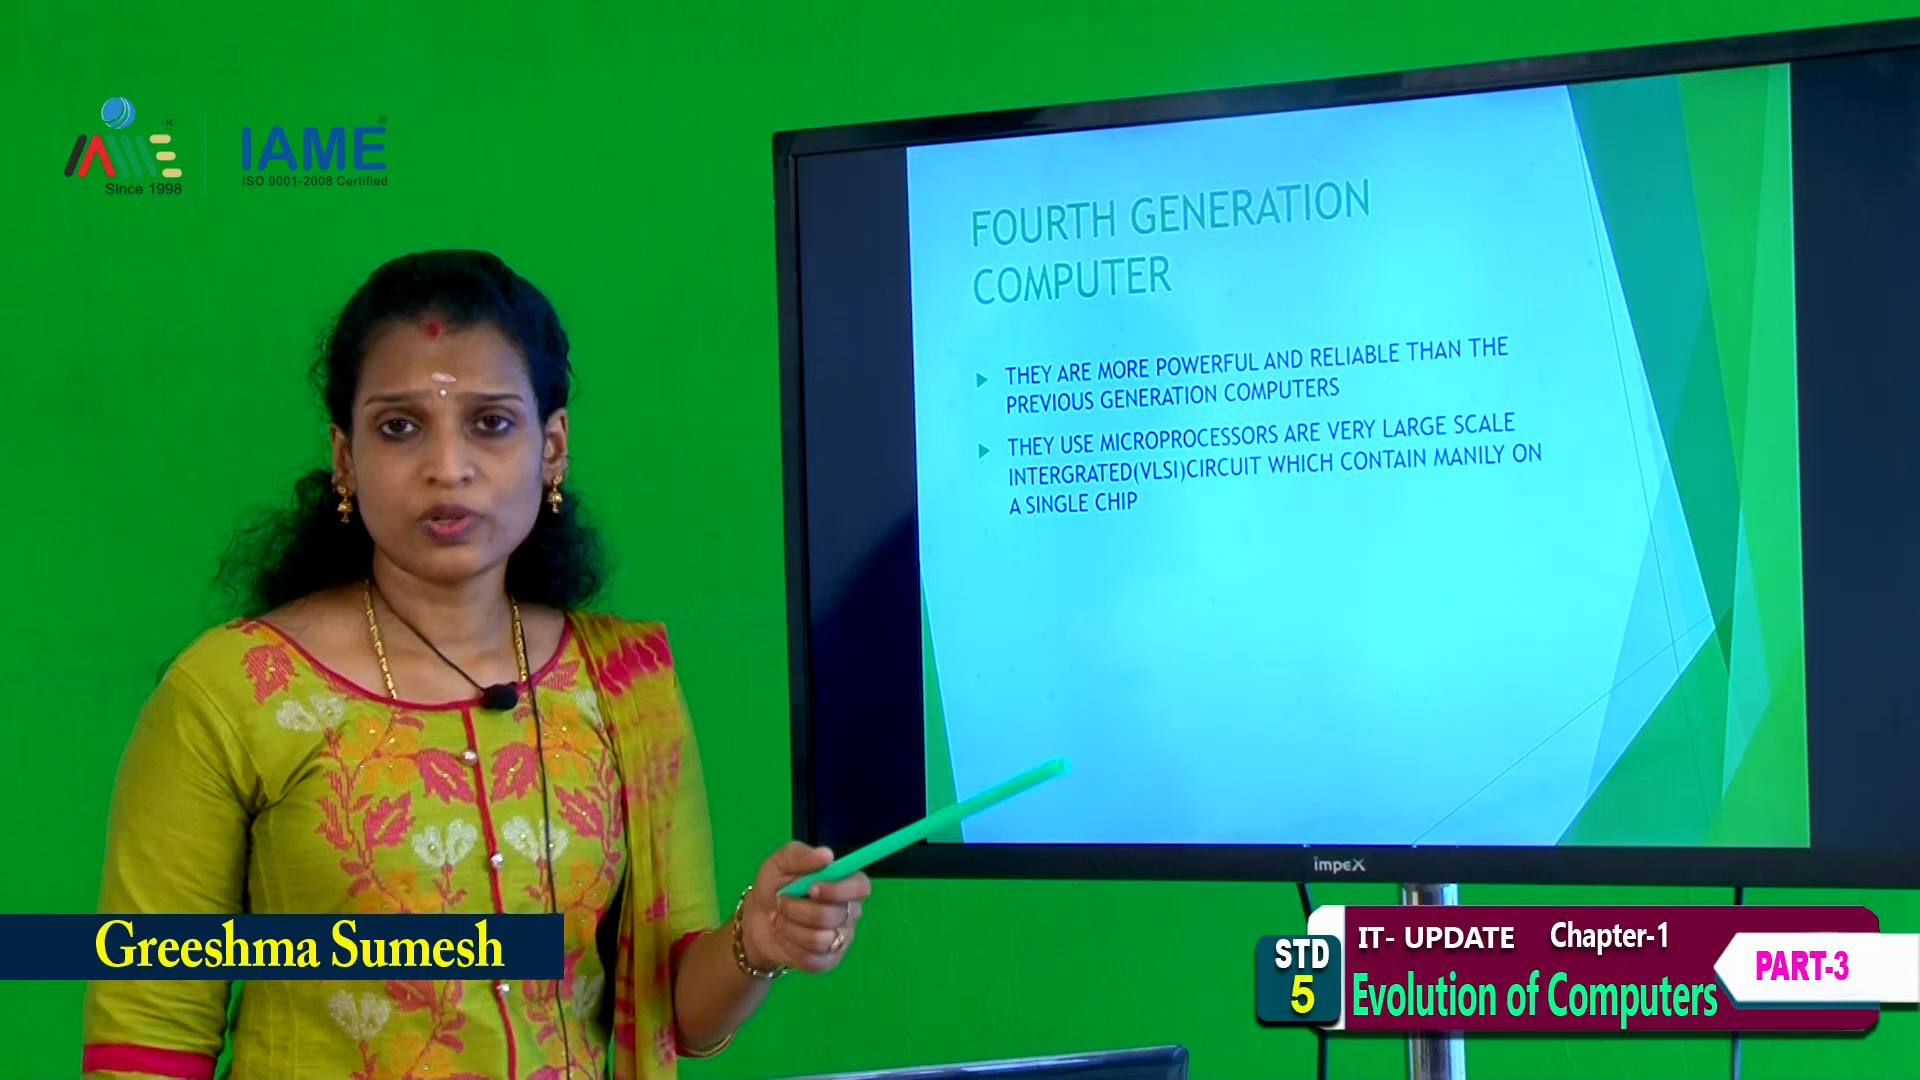 IAME
R
Since 1998
IAME®
ISO 9001-2008 Certified
FOURTH GENERATION
COMPUTER
THEY ARE MORE POWERFUL AND RELIABLE THAN THE
PREVIOUS GENERATION COMPUTERS
THEY USE MICROPROCESSORS ARE VERY LARGE SCALE
INTERGRATED(VLSI)CIRCUIT WHICH CONTAIN MANILY ON
A SINGLE CHIP
impex
Greeshma Sumesh
STD
5
IT- UPDATE Chapter-1
Evolution of Computers
PART-3